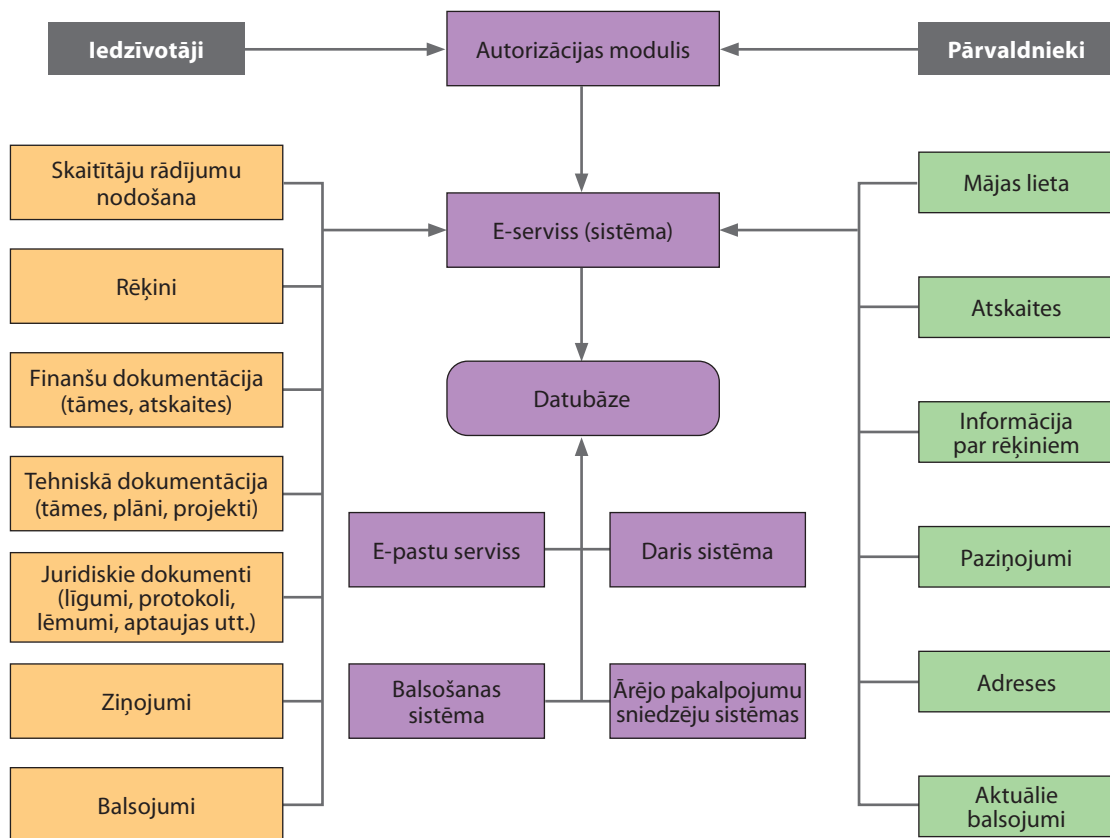 Iedzīvotāji
Autorizācijas modulis
Pārvaldnieki
Skaitītāju rādījumu
nodošana
Rēķini
Finanšu dokumentācija
(tāmes, atskaites)
Tehniskā dokumentācija
(tāmes, plāni, projekti)
Juridiskie dokumenti
(līgumi, protokoli,
lēmumi, aptaujas utt.)
Ziņojumi
Balsojumi
E-serviss (sistēma)
Datubāze
E-pastu serviss
Daris sistēma
Balsošanas
sistēma
Ārējo pakalpojumu
sniedzēju sistēmas
Mājas lieta
Atskaites
Informācija
par rēķiniem
Paziņojumi
Adreses
Aktuālie
balsojumi